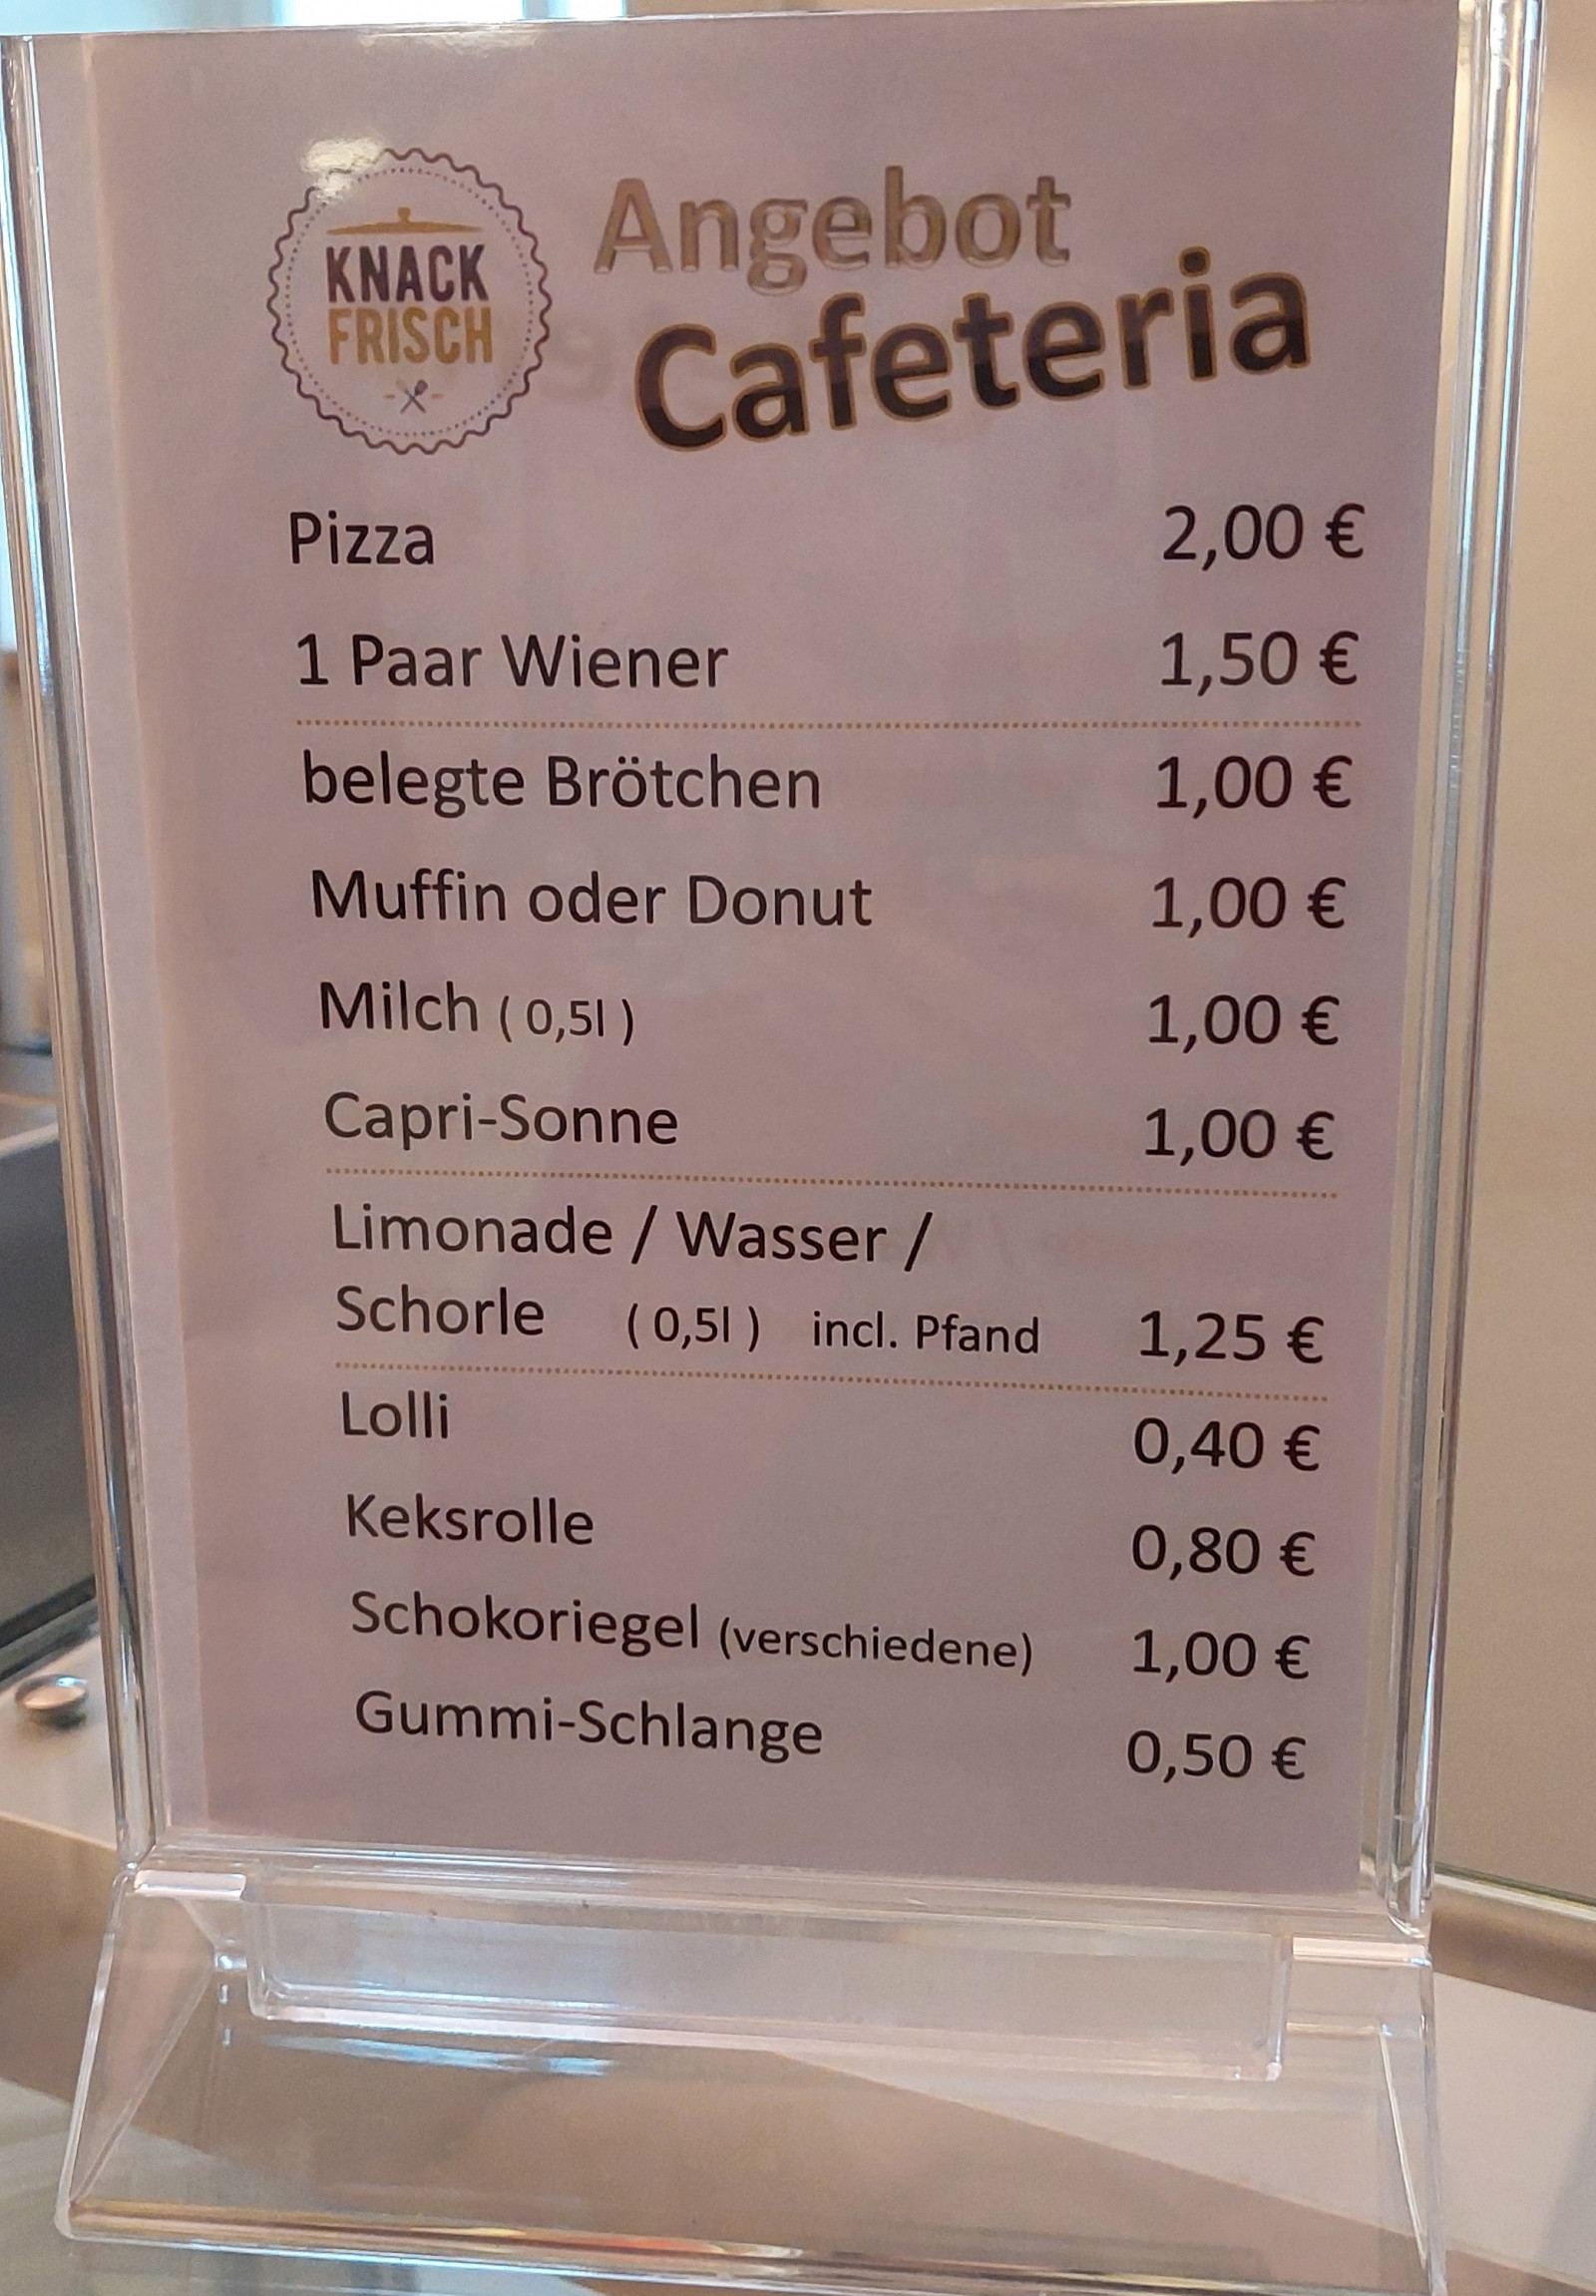 KNACK
FRISCH
Angebot
Cafeteria
Pizza 2,00 €
1 Paar Wiener 1,50 €
belegte Brötchen 1,00 €
Muffin oder Donut 1,00 €
Milch ( 0,5l ) 1,00 €
Capri-Sonne 1,00 €
Limonade / Wasser /
Schorle ( 0,5l ) incl. Pfand 1,25 €
Lolli 0,40 €
Keksrolle 0,80 €
Schokoriegel (verschiedene) 1,00 €
Gummi-Schlange 0,50 €